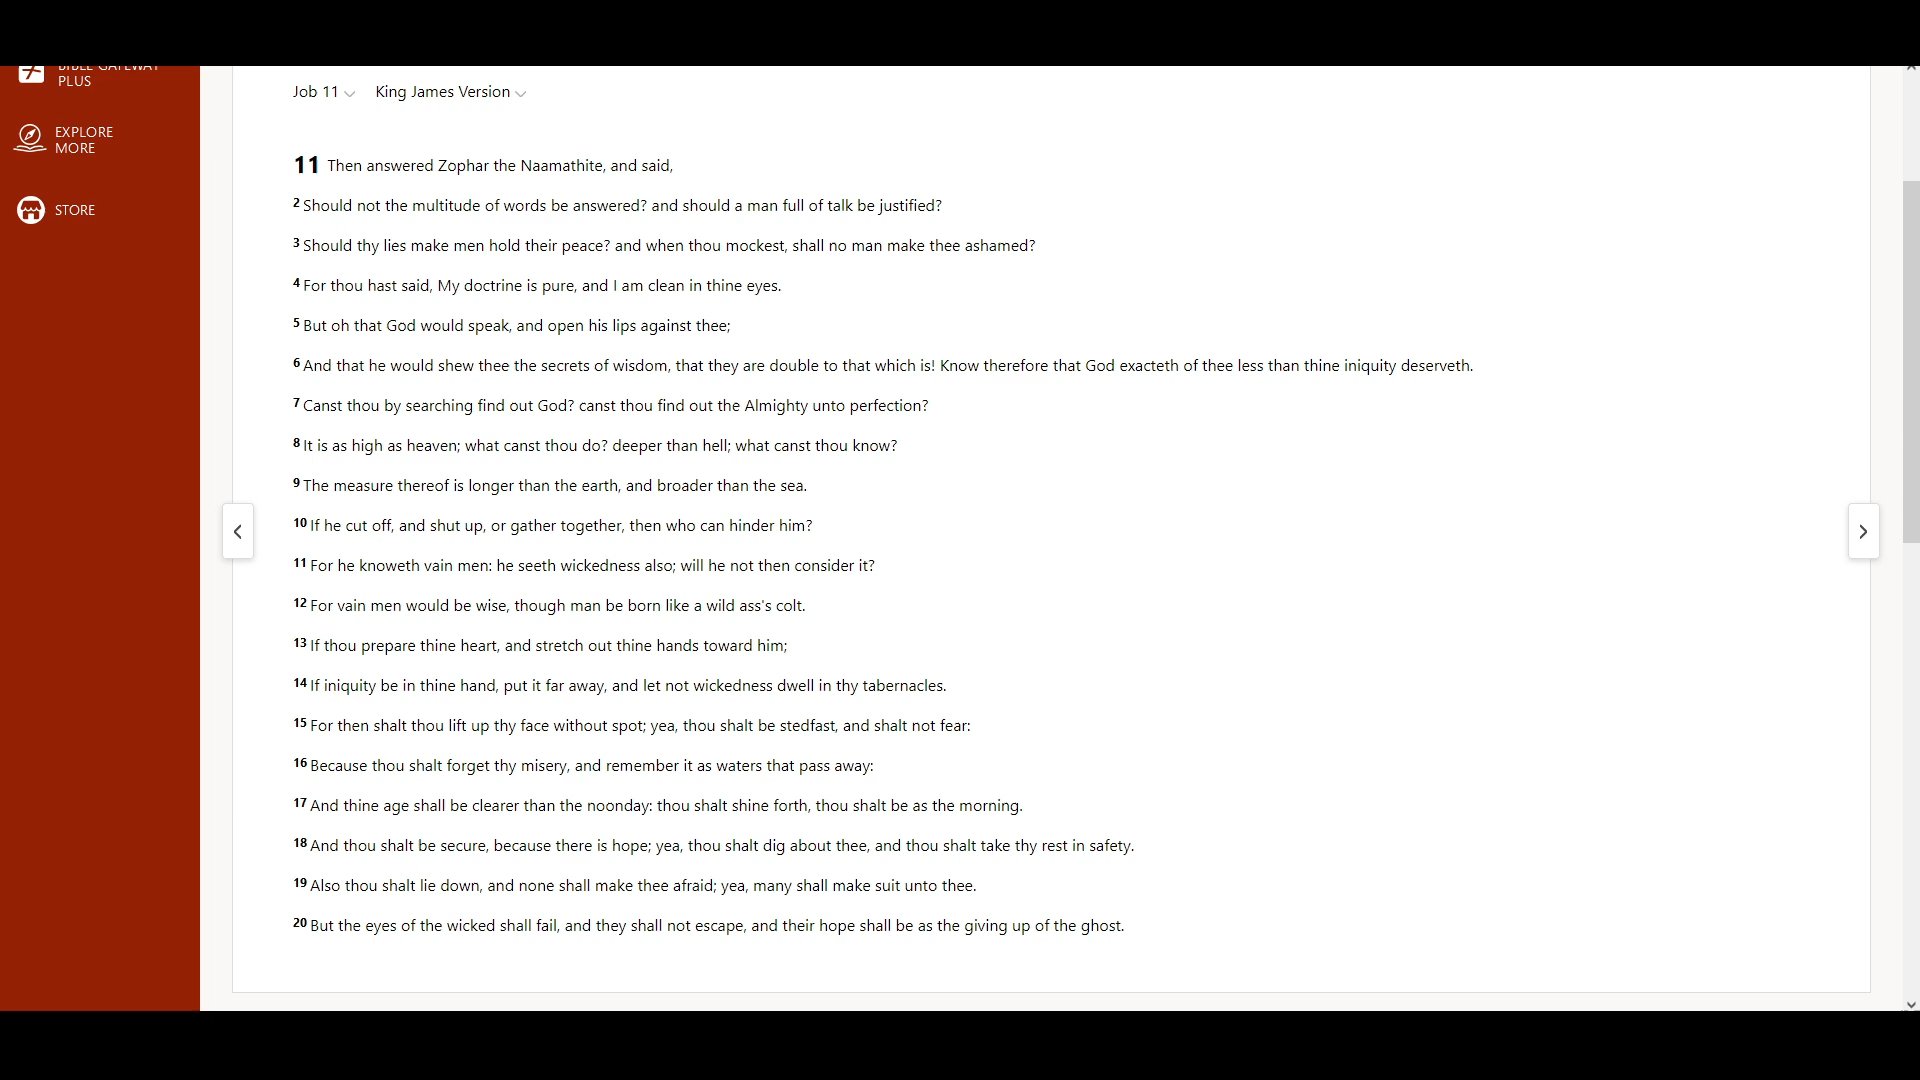 BIBLE GATEWAY
PLUS
EXPLORE
MORE
STORE
Job 11 King James Version
11 Then answered Zophar the Naamathite, and said,
2 Should not the multitude of words be answered? and should a man full of talk be justified?
3 Should thy lies make men hold their peace? and when thou mockest, shall no man make thee ashamed?
4 For thou hast said, My doctrine is pure, and I am clean in thine eyes.
5 But oh that God would speak, and open his lips against thee;
6 And that he would shew thee the secrets of wisdom, that they are double to that which is! Know therefore that God exacteth of thee less than thine iniquity deserveth.
7 Canst thou by searching find out God? canst thou find out the Almighty unto perfection?
8 It is as high as heaven; what canst thou do? deeper than hell; what canst thou know?
9 The measure thereof is longer than the earth, and broader than the sea.
10 If he cut off, and shut up, or gather together, then who can hinder him?
11 For he knoweth vain men: he seeth wickedness also; will he not then consider it?
12 For vain men would be wise, though man be born like a wild ass's colt.
13 If thou prepare thine heart, and stretch out thine hands toward him;
14 If iniquity be in thine hand, put it far away, and let not wickedness dwell in thy tabernacles.
15 For then shalt thou lift up thy face without spot; yea, thou shalt be stedfast, and shalt not fear:
16 Because thou shalt forget thy misery, and remember it as waters that pass away:
17 And thine age shall be clearer than the noonday: thou shalt shine forth, thou shalt be as the morning.
18 And thou shalt be secure, because there is hope; yea, thou shalt dig about thee, and thou shalt take thy rest in safety.
19 Also thou shalt lie down, and none shall make thee afraid; yea, many shall make suit unto thee.
20 But the eyes of the wicked shall fail, and they shall not escape, and their hope shall be as the giving up of the ghost.